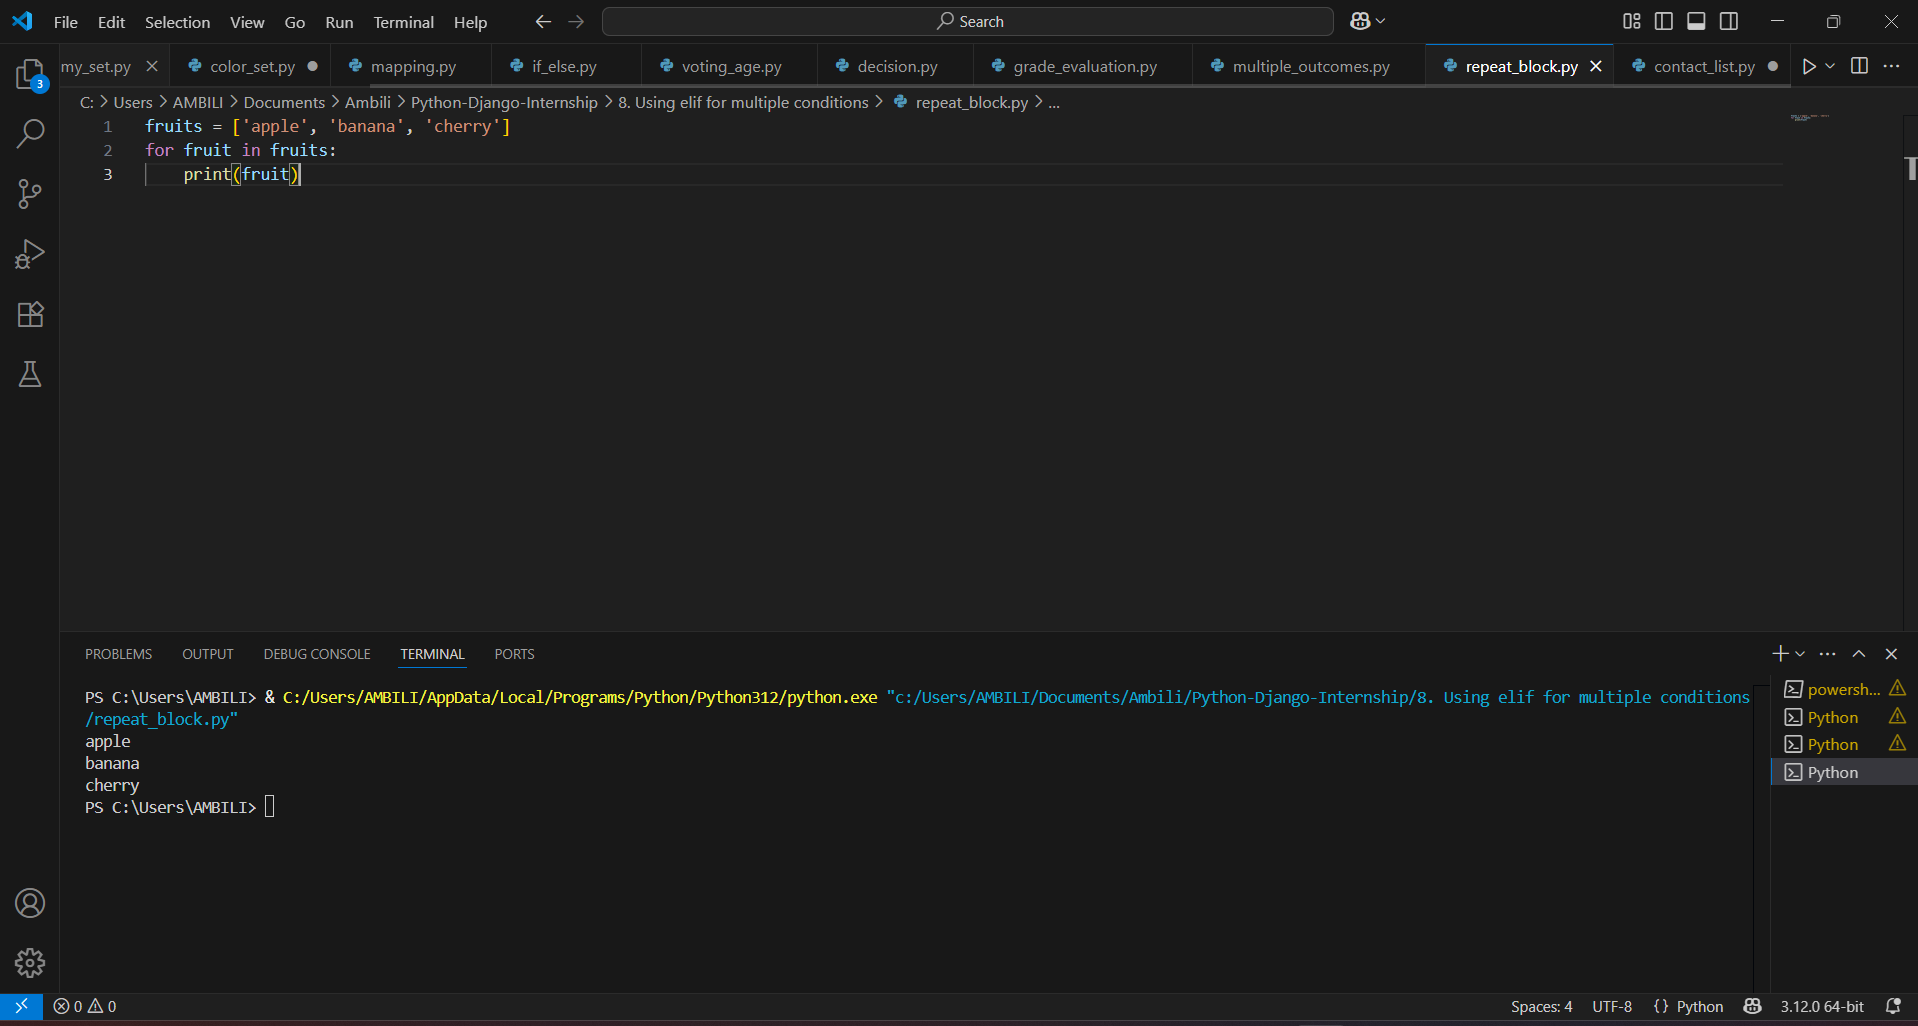 File Edit Selection View Go Run Terminal Help Search
my_set.py color_set.py mapping.py if_else.py voting_age.py decision.py grade_evaluation.py multiple_outcomes.py repeat_block.py contact_list.py
3
C: > Users > AMBILI > Documents > Ambili > Python-Django-Internship > 8. Using elif for multiple conditions > repeat_block.py > ...
1 fruits = ['apple', 'banana', 'cherry']
2 for fruit in fruits:
3 print(fruit)
PROBLEMS OUTPUT DEBUG CONSOLE TERMINAL PORTS
PS C:\Users\AMBILI> & C:/Users/AMBILI/AppData/Local/Programs/Python/Python312/python.exe "c:/Users/AMBILI/Documents/Ambili/Python-Django-Internship/8. Using elif for multiple conditions
/repeat_block.py"
apple
banana
cherry
PS C:\Users\AMBILI>
powersh...
Python
Python
Python
0 0 Spaces: 4 UTF-8 {} Python 3.12.0 64-bit